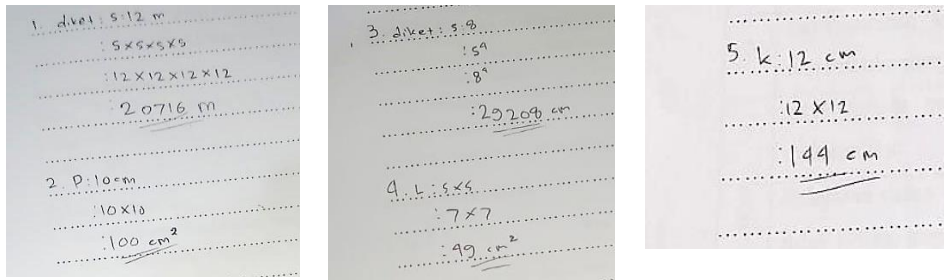 1. diket : s : 12 m
: s x s x s x s
: 12 x 12 x 12 x 12
: 20716 m
2. P : 10 cm
: 10 x 10
: 100 cm²
3. diket : s : 8
: s⁴
: 8⁴
: 29208 cm
4. L : s x s
: 7 x 7
: 49 cm²
5. k : 12 cm
: 12 x 12
: 144 cm